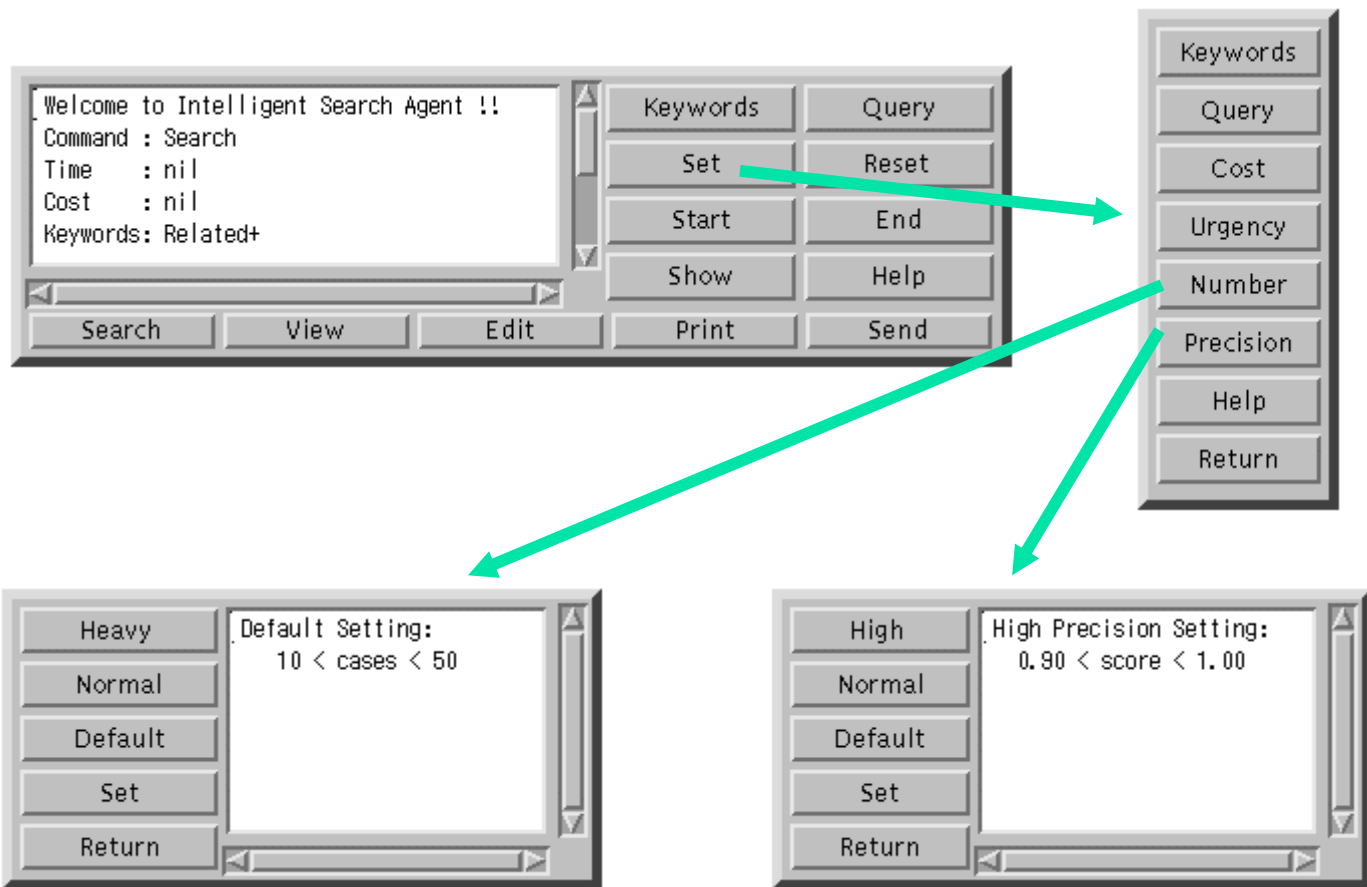 Welcome to Intelligent Search Agent !!
Command : Search
Time : nil
Cost : nil
Keywords: Related+
Keywords Query
Set Reset
Start End
Show Help
Search View Edit Print Send
Keywords
Query
Cost
Urgency
Number
Precision
Help
Return
Heavy
Normal
Default
Set
Return
Default Setting:
10 < cases < 50
High
Normal
Default
Set
Return
High Precision Setting:
0.90 < score < 1.00